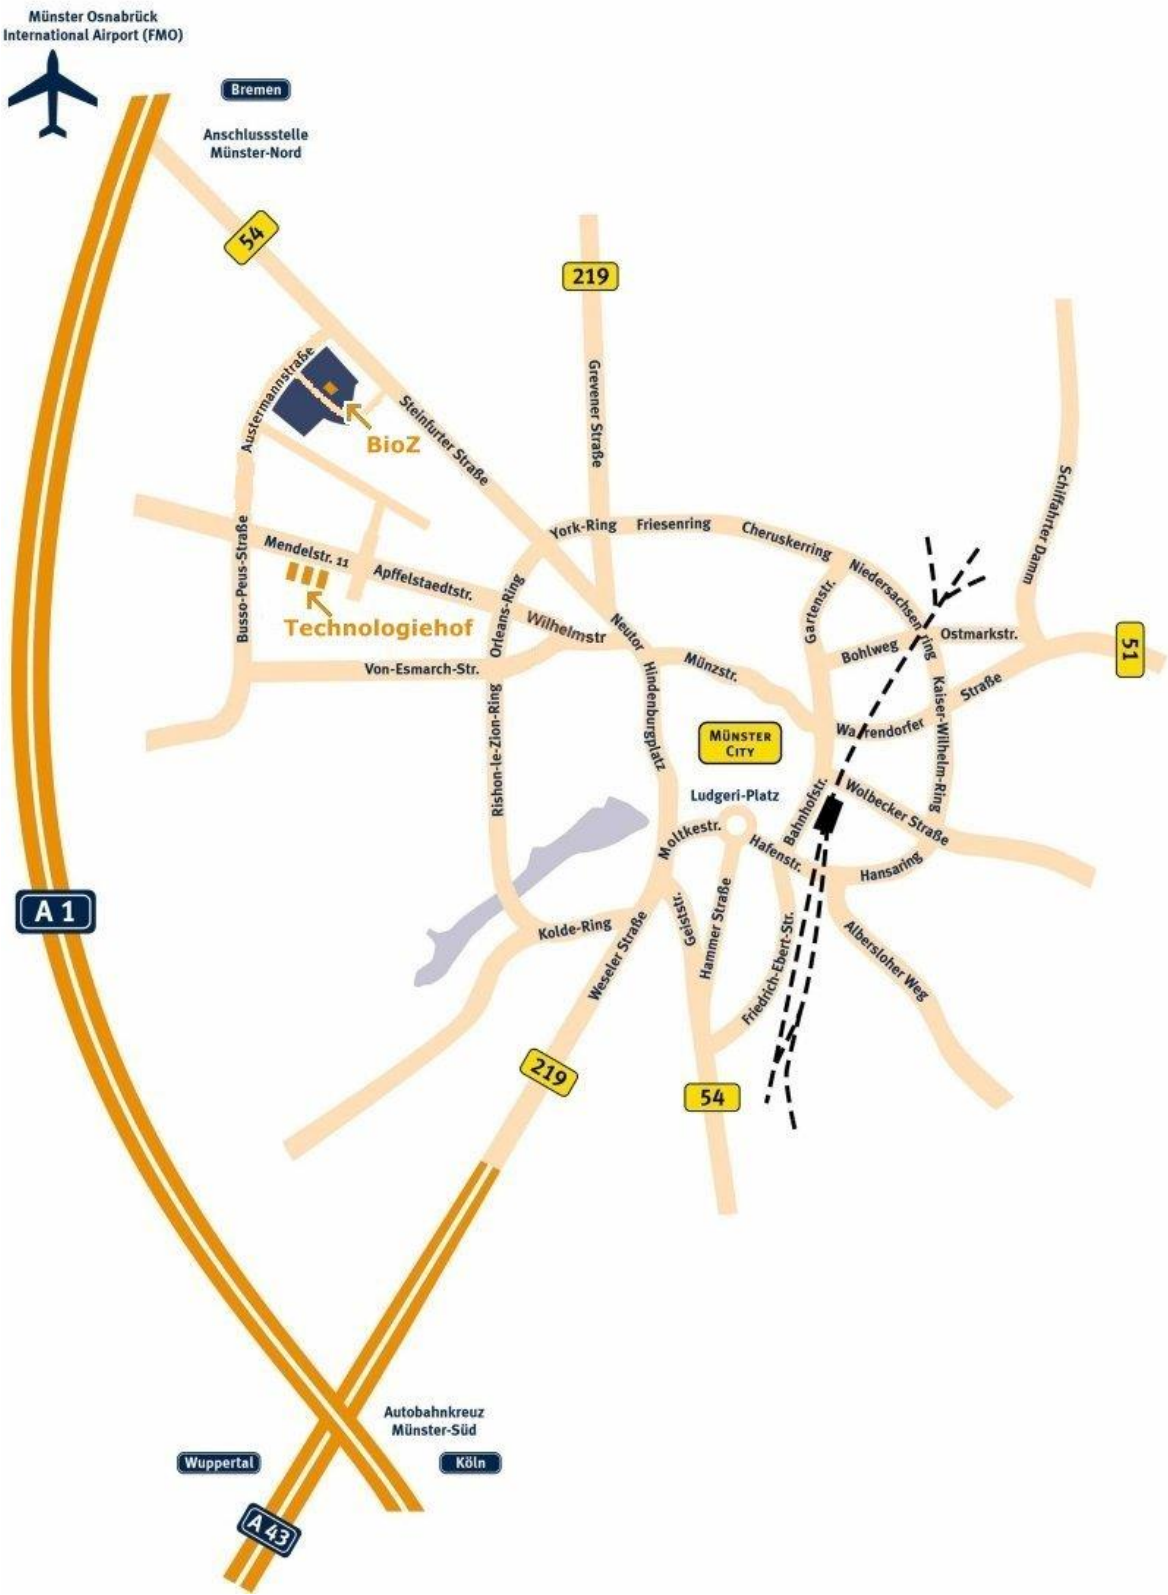 Münster Osnabrück
International Airport (FMO)
Bremen
Anschlussstelle
Münster-Nord
54
219
Grevener Straße
Austermannstraße
BioZ
Steinfurter Straße
Schiffahrter Damm
York-Ring
Friesenring
Cheruskerring
Niedersachsenring
Mendelstr. 11
Apffelstaedtstr.
Busso-Peus-Straße
Technologiehof
Orleans-Ring
Wilhelmstr
Neutor
Gartenstr.
Bohlweg
Ostmarkstr.
51
Von-Esmarch-Str.
Münzstr.
Hindenburgplatz
Straße
Kaiser-Wilhelm-Ring
Rishon-le-Zion-Ring
Münster
City
Warrendorfer
Ludgeri-Platz
Bahnhofstr.
Wolbecker Straße
Moltkestr.
Hafenstr.
Hansaring
A 1
Kolde-Ring
Weseler Straße
Geiststr.
Hammer Straße
Friedrich-Ebert-Str.
Albersloher Weg
219
54
Autobahnkreuz
Münster-Süd
Wuppertal
Köln
A 43